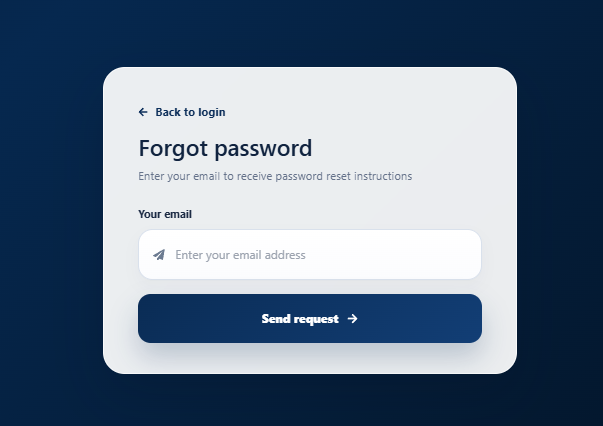 Back to login
Forgot password
Enter your email to receive password reset instructions
Your email
Enter your email address
Send request